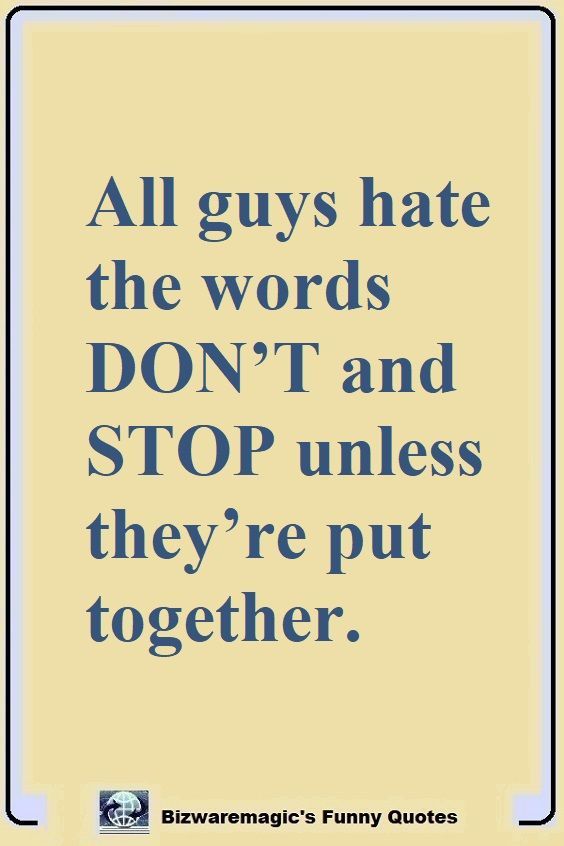 All guys hate
the words
DON’T and
STOP unless
they’re put
together.
Bizwaremagic's Funny Quotes